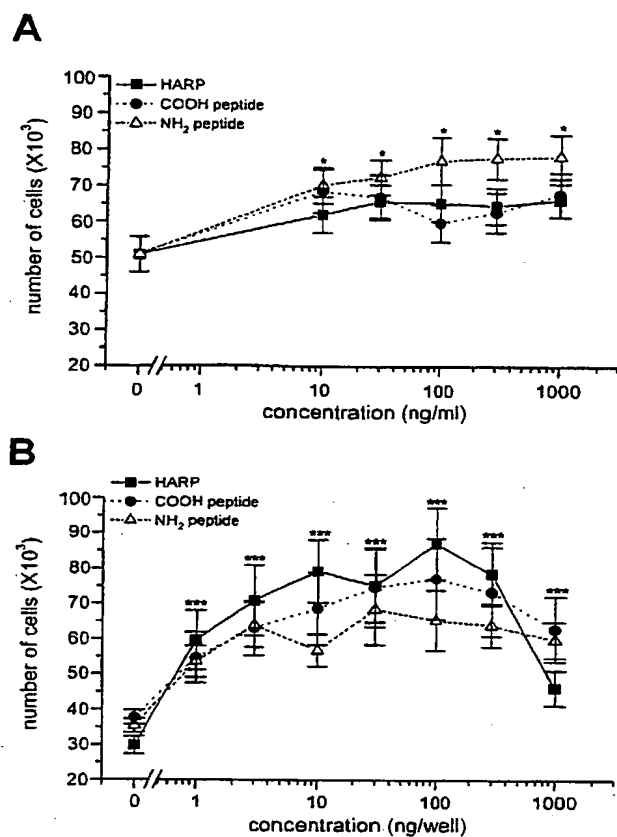 A
100
90
80
70
60
50
40
30
20
number of cells (X10³)
HARP
COOH peptide
NH₂ peptide
* * * * *
0 1 10 100 1000
concentration (ng/ml)
B
100
90
80
70
60
50
40
30
20
number of cells (X10³)
HARP
COOH peptide
NH₂ peptide
*** *** *** *** *** *** ***
0 1 10 100 1000
concentration (ng/well)